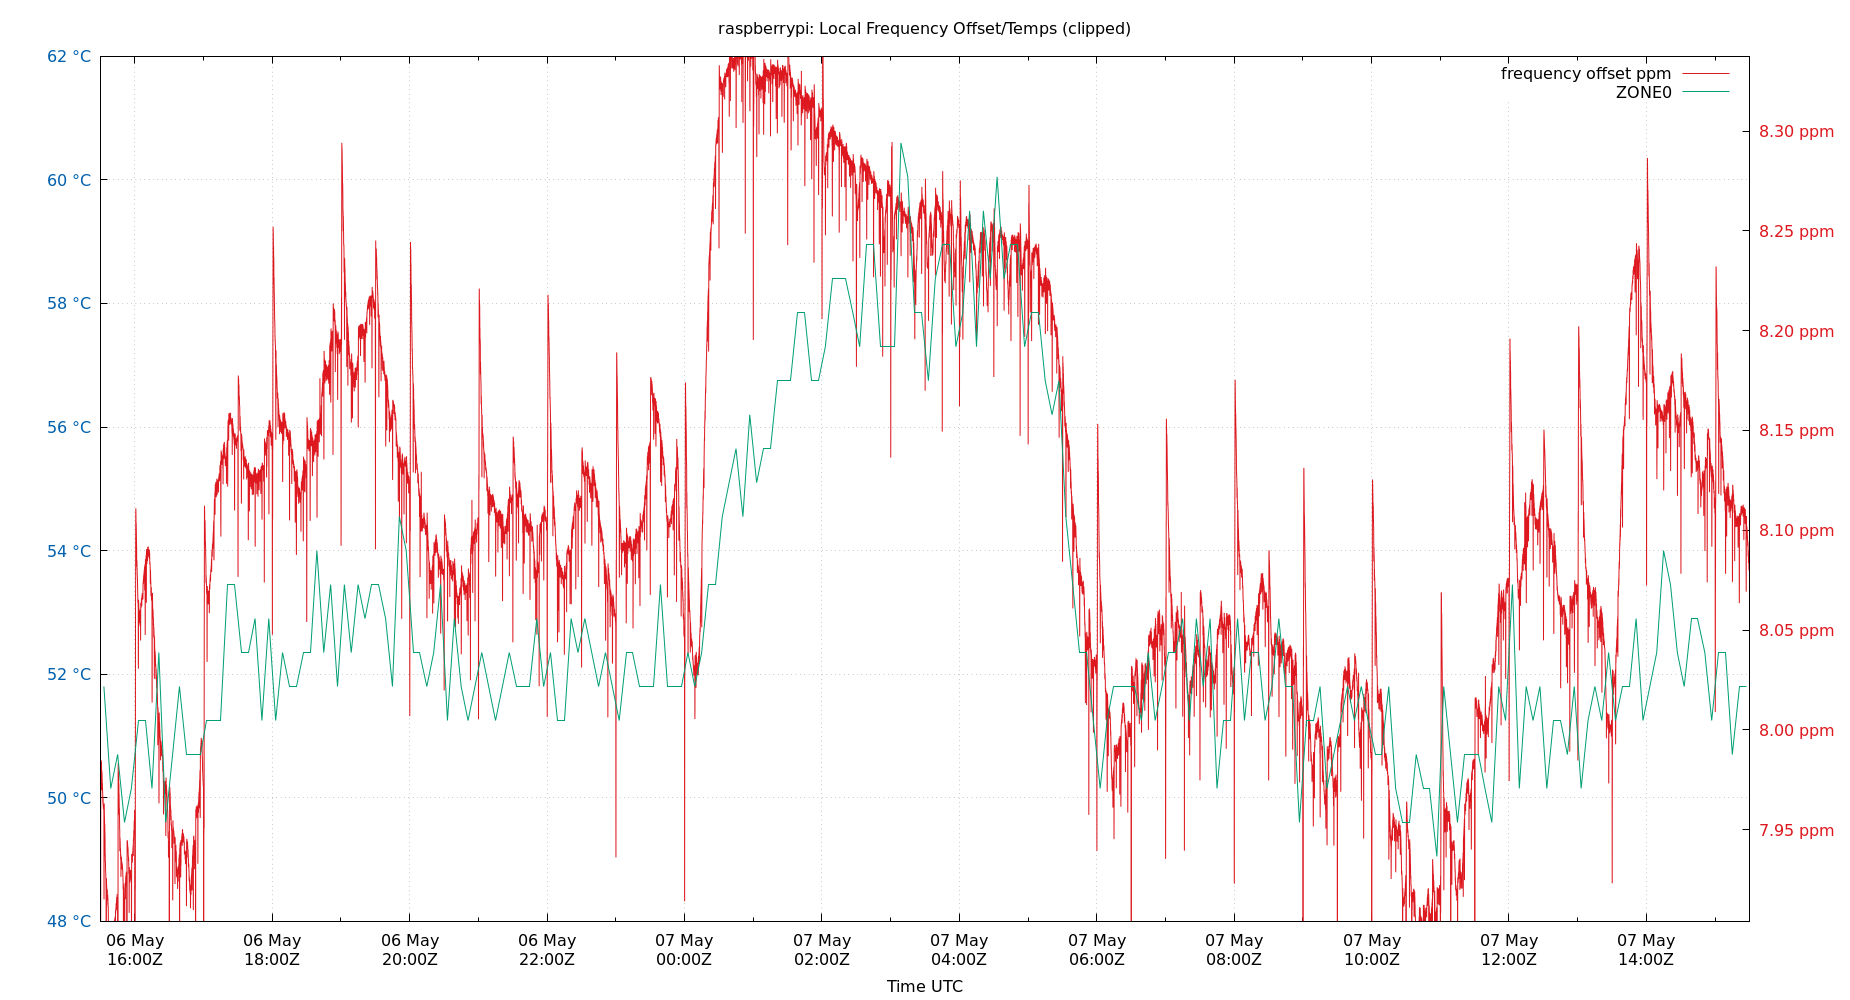 raspberrypi: Local Frequency Offset/Temps (clipped)
frequency offset ppm
ZONE0
62 °C
60 °C
58 °C
56 °C
54 °C
52 °C
50 °C
48 °C
8.30 ppm
8.25 ppm
8.20 ppm
8.15 ppm
8.10 ppm
8.05 ppm
8.00 ppm
7.95 ppm
06 May
16:00Z
06 May
18:00Z
06 May
20:00Z
06 May
22:00Z
07 May
00:00Z
07 May
02:00Z
07 May
04:00Z
07 May
06:00Z
07 May
08:00Z
07 May
10:00Z
07 May
12:00Z
07 May
14:00Z
Time UTC